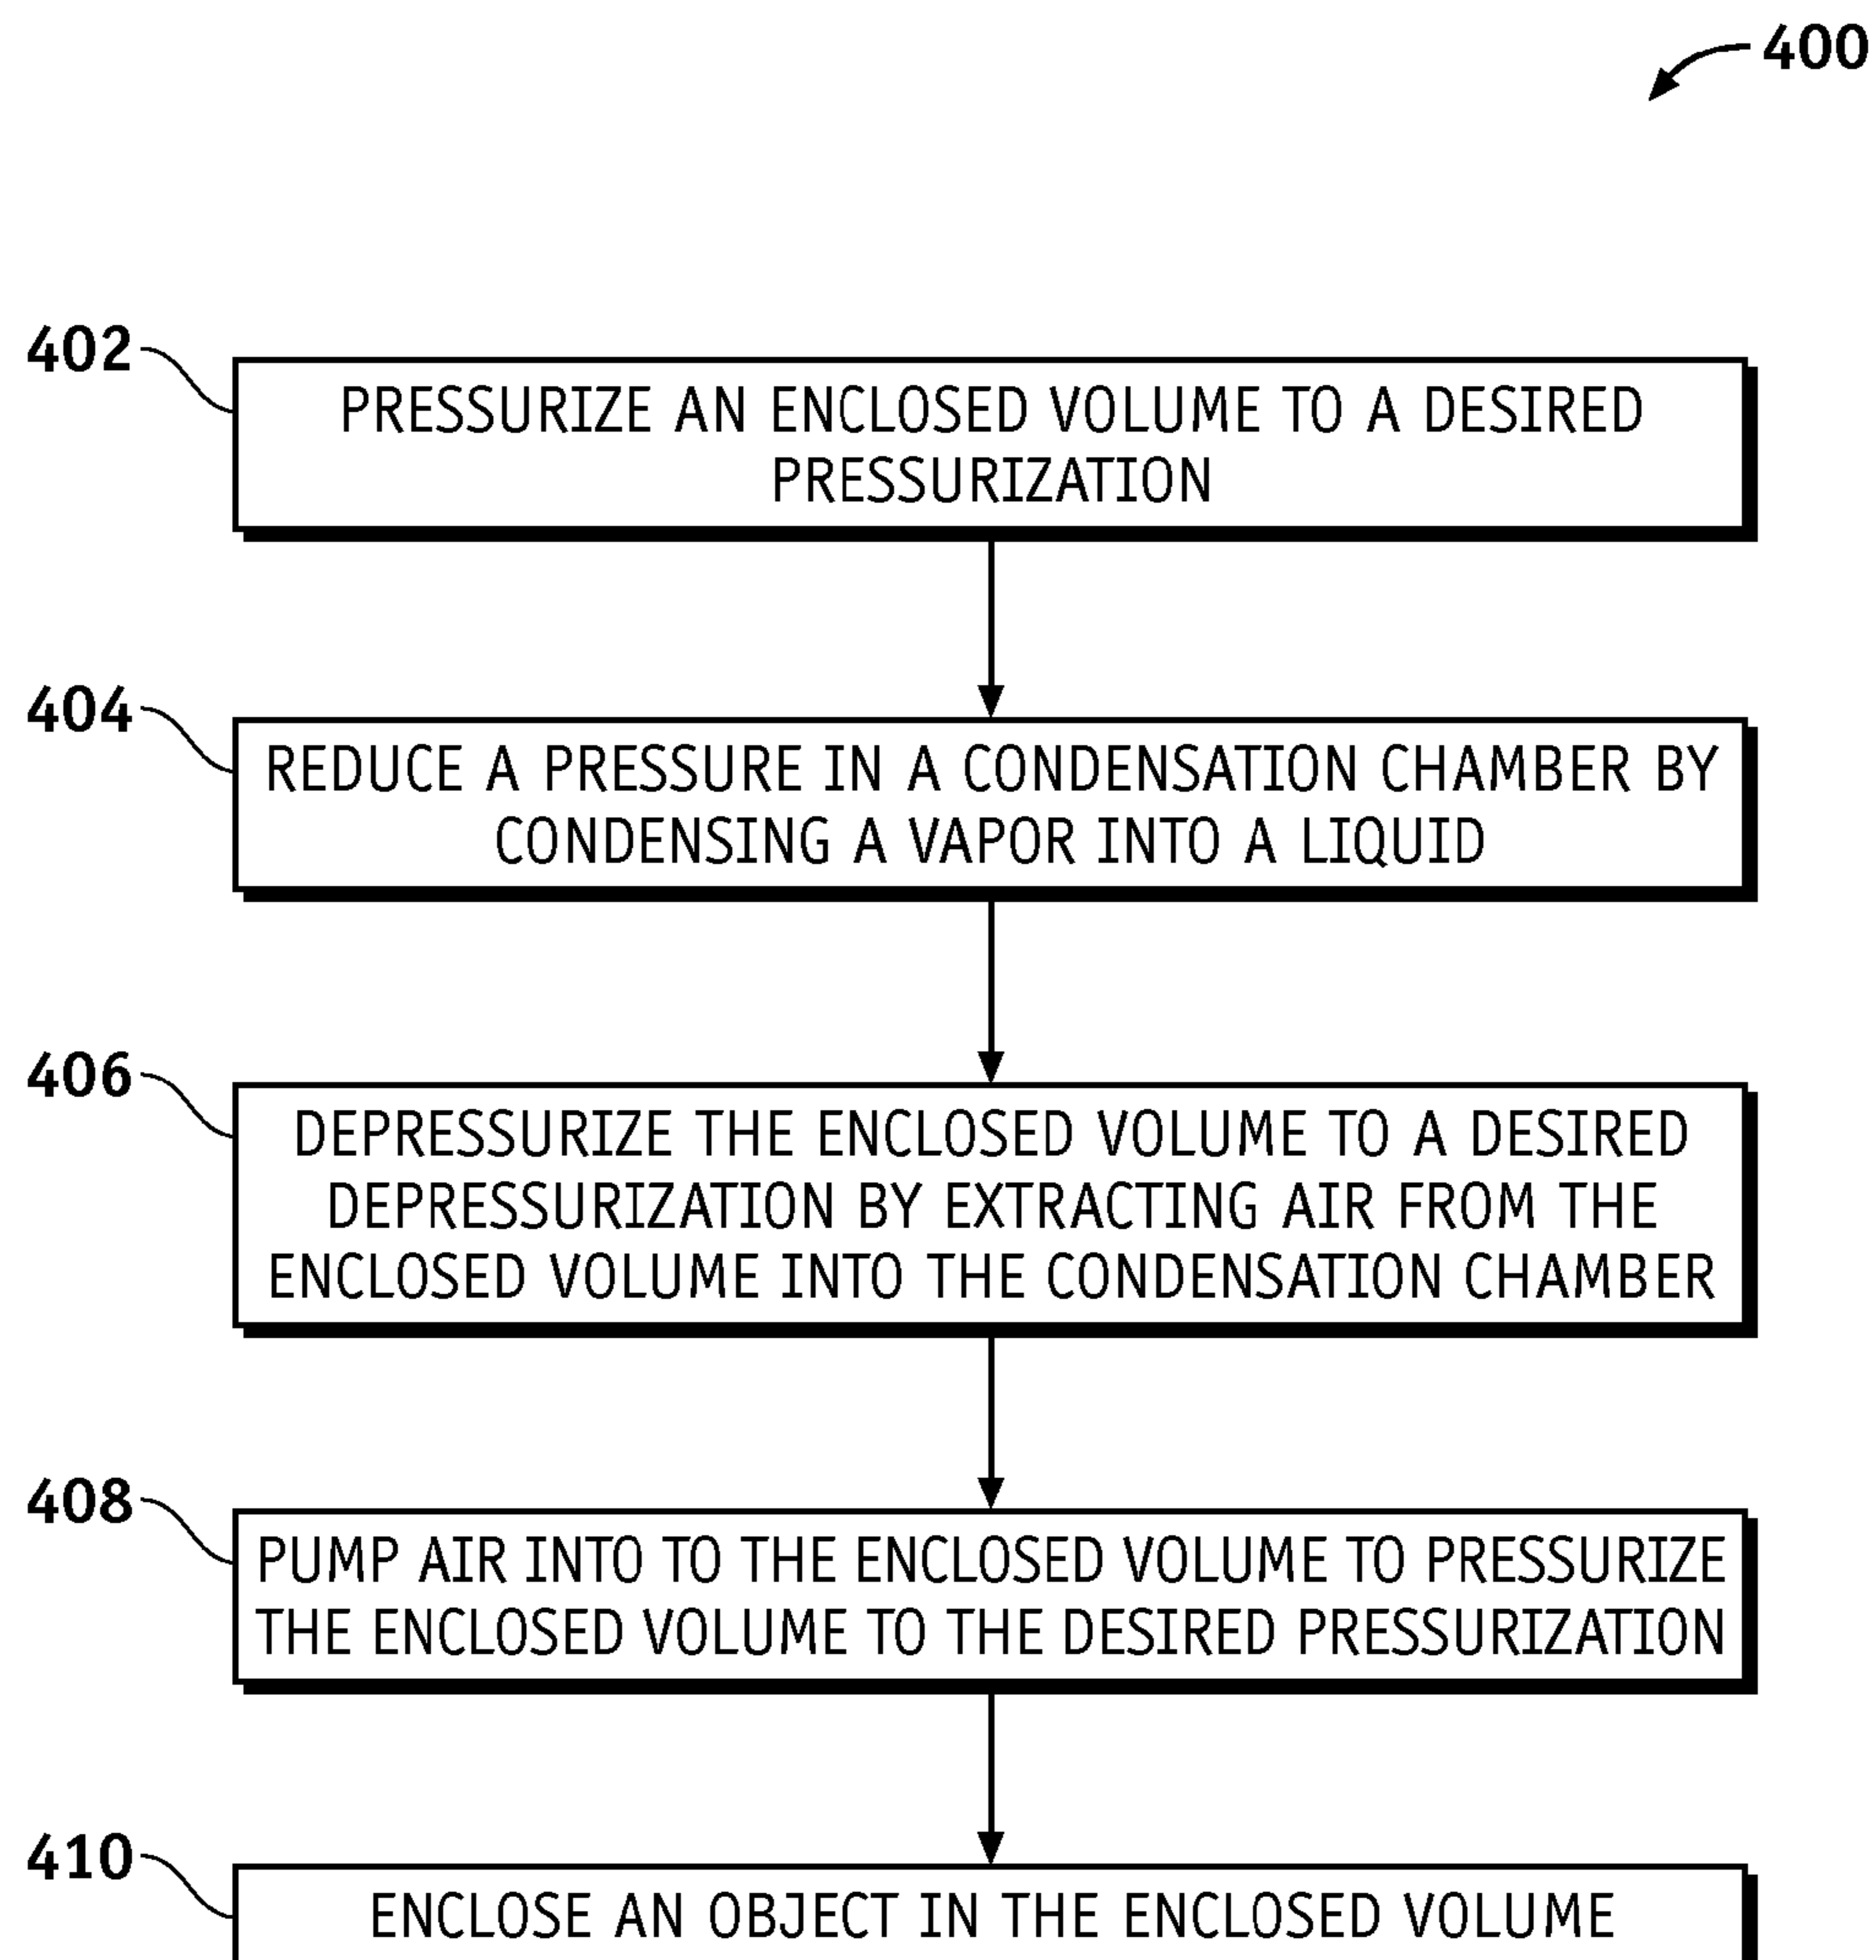 400
402
PRESSURIZE AN ENCLOSED VOLUME TO A DESIRED
PRESSURIZATION
404
REDUCE A PRESSURE IN A CONDENSATION CHAMBER BY
CONDENSING A VAPOR INTO A LIQUID
406
DEPRESSURIZE THE ENCLOSED VOLUME TO A DESIRED
DEPRESSURIZATION BY EXTRACTING AIR FROM THE
ENCLOSED VOLUME INTO THE CONDENSATION CHAMBER
408
PUMP AIR INTO TO THE ENCLOSED VOLUME TO PRESSURIZE
THE ENCLOSED VOLUME TO THE DESIRED PRESSURIZATION
410
ENCLOSE AN OBJECT IN THE ENCLOSED VOLUME